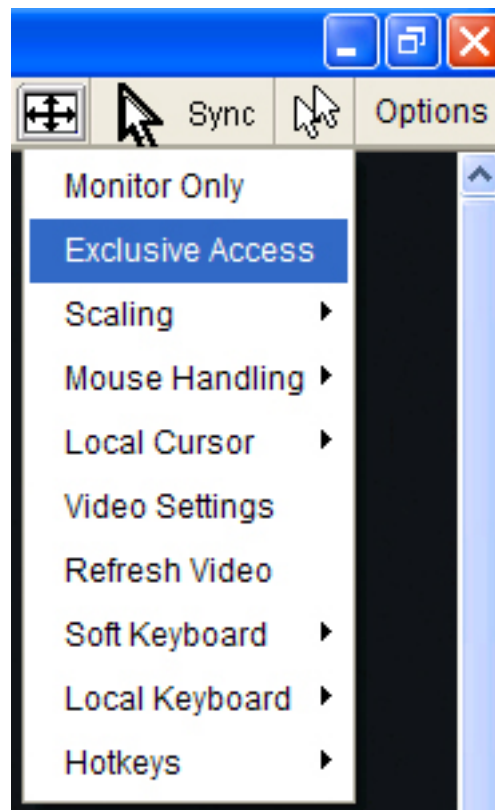 Sync Options
Monitor Only
Exclusive Access
Scaling
Mouse Handling
Local Cursor
Video Settings
Refresh Video
Soft Keyboard
Local Keyboard
Hotkeys